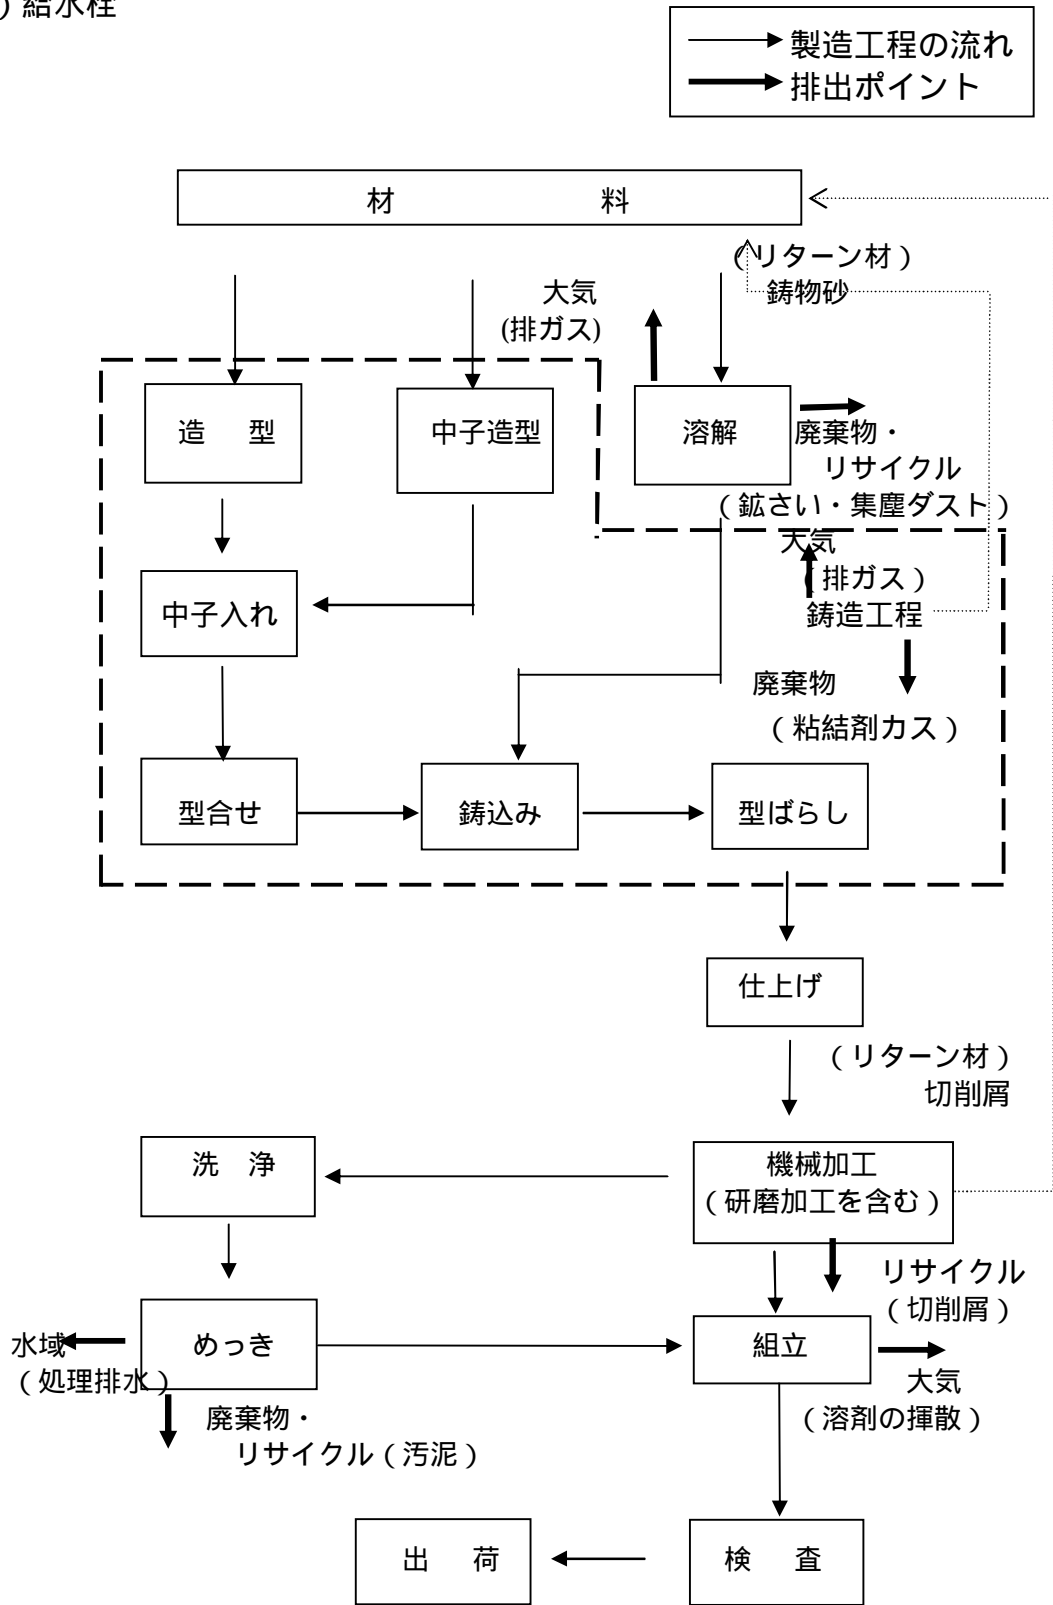 ）給水栓
製造工程の流れ
排出ポイント
材　料
（リターン材）
鋳物砂
大気
(排ガス)
造　型
中子造型
溶解
廃棄物・
リサイクル
（鉱さい・集塵ダスト）
大気
（排ガス）
鋳造工程
中子入れ
廃棄物
（粘結剤カス）
型合せ
鋳込み
型ばらし
仕上げ
（リターン材）
切削屑
洗　浄
機械加工
（研磨加工を含む）
リサイクル
（切削屑）
水域
（処理排水）
めっき
組立
大気
（溶剤の揮散）
廃棄物・
リサイクル（汚泥）
出　荷
検　査